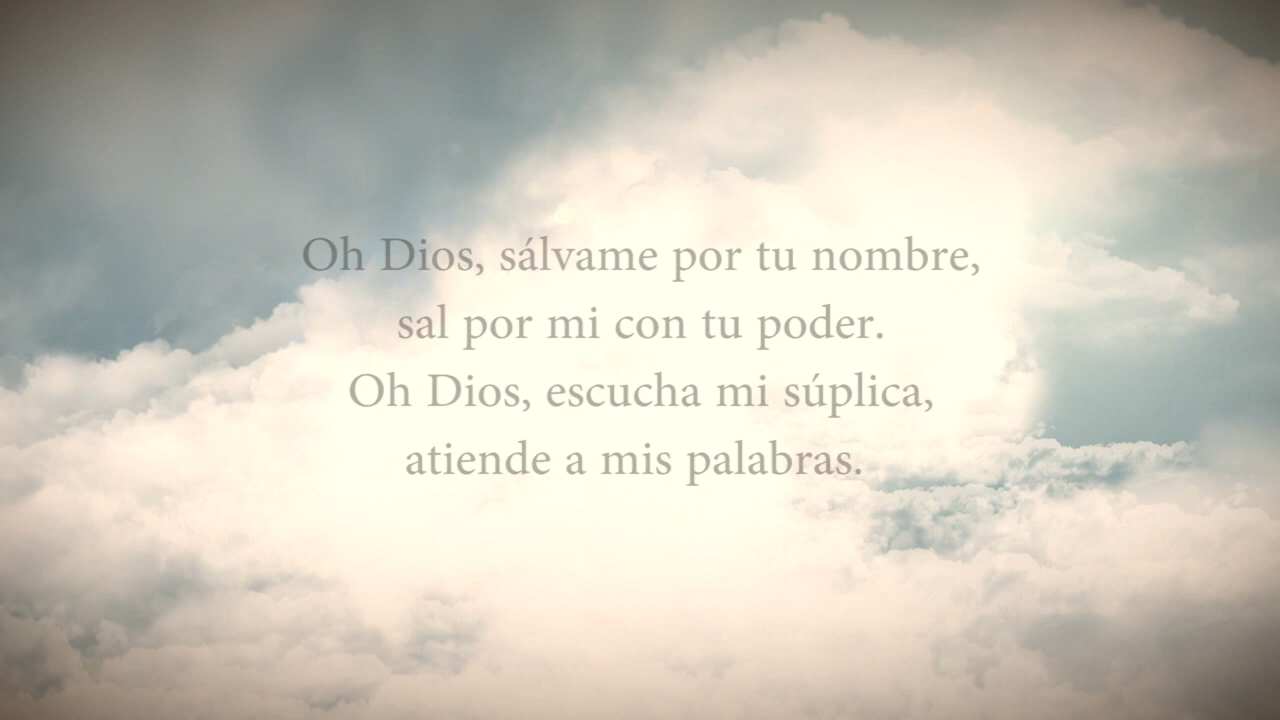 Oh Dios, sálvame por tu nombre,
sal por mi con tu poder.
Oh Dios, escucha mi súplica,
atiende a mis palabras.